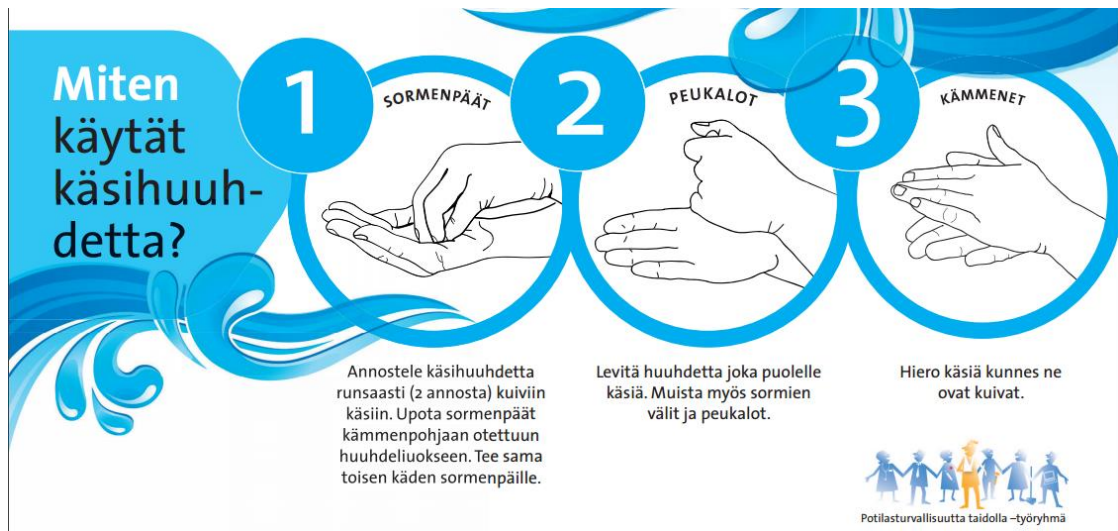 Miten
käytät
käsihuuh-
detta?
1
SORMENPÄÄT
Annostele käsihuuhdetta
runsaasti (2 annosta) kuiviin
käsiin. Upota sormenpäät
kämmenpohjaan otettuun
huuhdeliuokseen. Tee sama
toisen käden sormenpäille.
2
PEUKALOT
Levitä huuhdetta joka puolelle
käsiä. Muista myös sormien
välit ja peukalot.
3
KÄMMENET
Hiero käsiä kunnes ne
ovat kuivat.
Potilasturvallisuutta taidolla –työryhmä